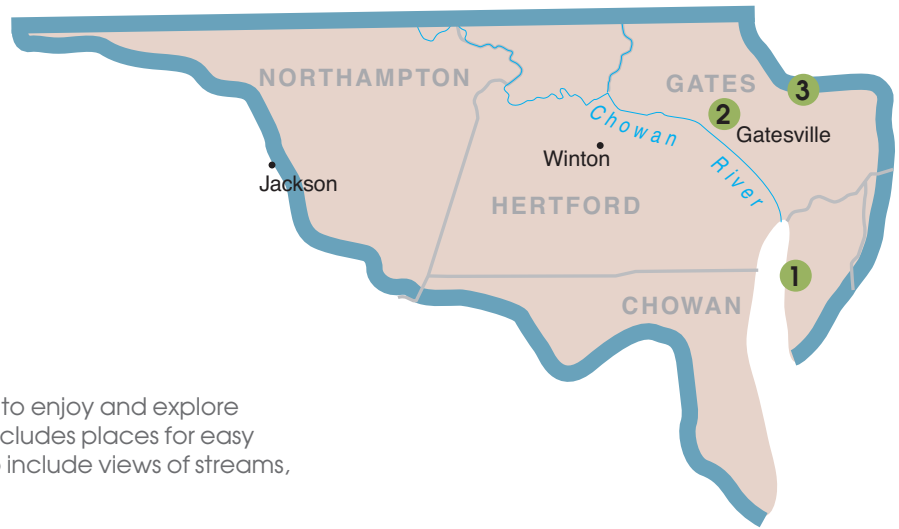 NORTHAMPTON
GATES
3
2
Gatesville
Chowan
River
Winton
Jackson
HERTFORD
1
CHOWAN
to enjoy and explore
cludes places for easy
include views of streams,